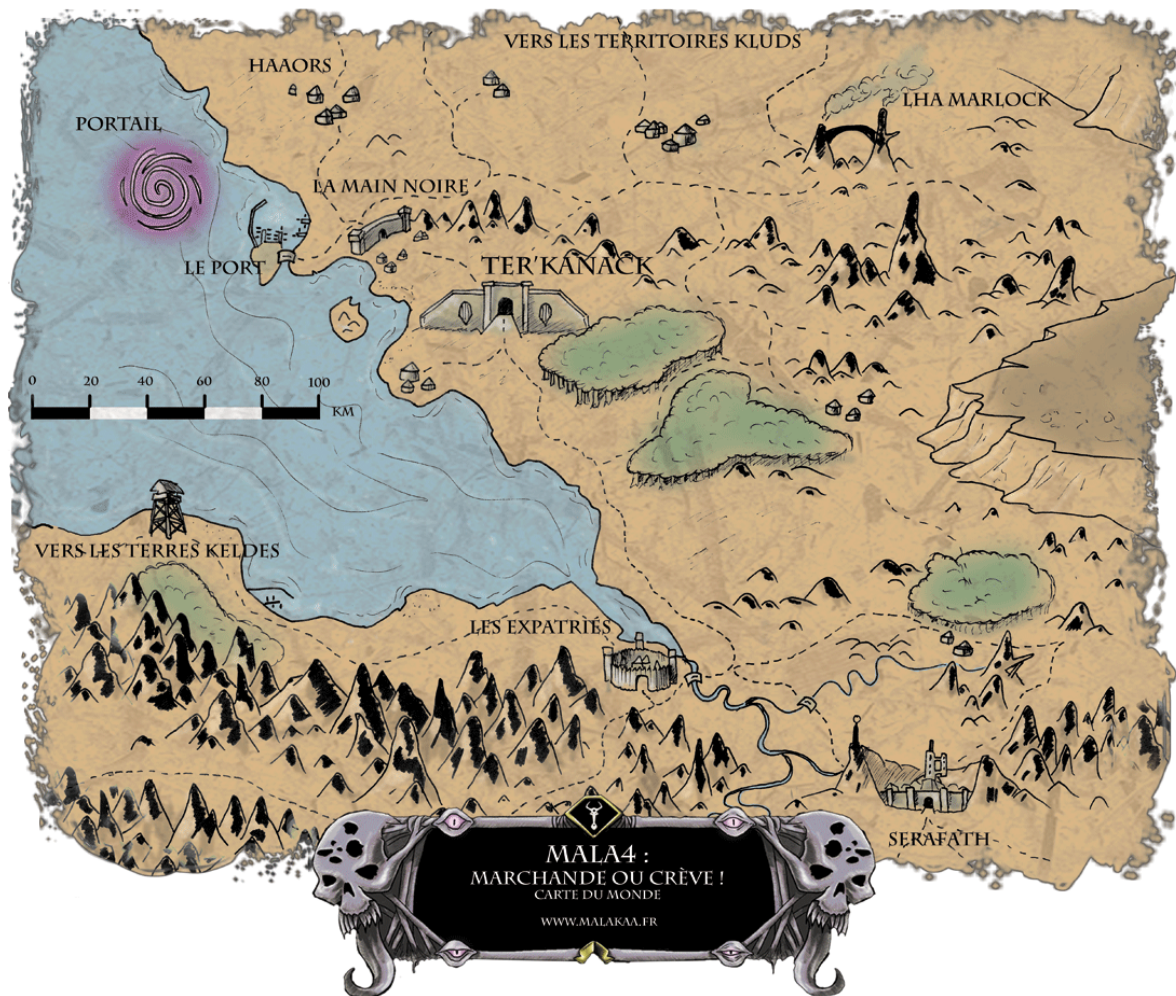 VERS LES TERRITOIRES KLUDS
HAAORS
LHA MARLOCK
PORTAIL
LA MAIN NOIRE
LE PORT
TER'KANACK
0 20 40 60 80 100
KM
VERS LES TERRES KELDES
LES EXPATRIÉS
SERAFATH
MALA4 :
MARCHANDE OU CRÈVE !
CARTE DU MONDE
WWW.MALAKAA.FR